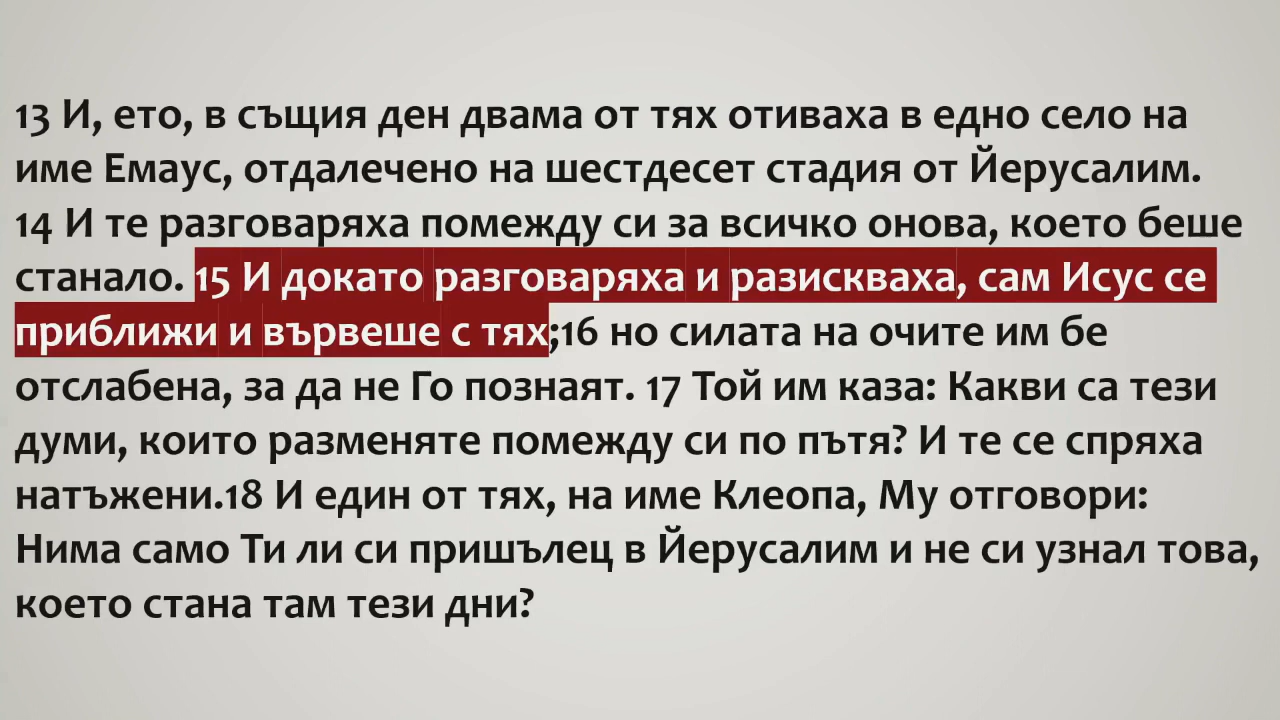 13 И, ето, в същия ден двама от тях отиваха в едно село на
име Емаус, отдалечено на шестдесет стадия от Йерусалим.
14 И те разговаряха помежду си за всичко онова, което беше
станало. 15 И докато разговаряха и разискваха, сам Исус се
приближи и вървеше с тях;16 но силата на очите им бе
отслабена, за да не Го познаят. 17 Той им каза: Какви са тези
думи, които разменяте помежду си по пътя? И те се спряха
натъжени.18 И един от тях, на име Клеопа, Му отговори:
Нима само Ти ли си пришълец в Йерусалим и не си узнал това,
което стана там тези дни?